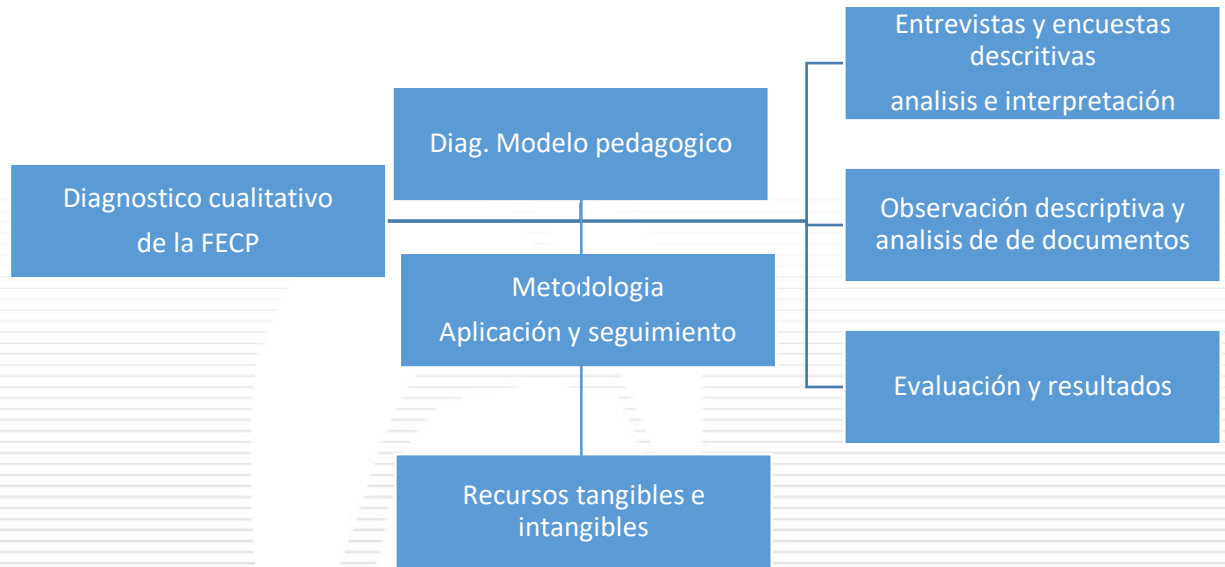 Diagnostico cualitativo
de la FECP
Diag. Modelo pedagogico
Metodologia
Aplicación y seguimiento
Recursos tangibles e
intangibles
Entrevistas y encuestas
descritivas
analisis e interpretación
Observación descriptiva y
analisis de de documentos
Evaluación y resultados